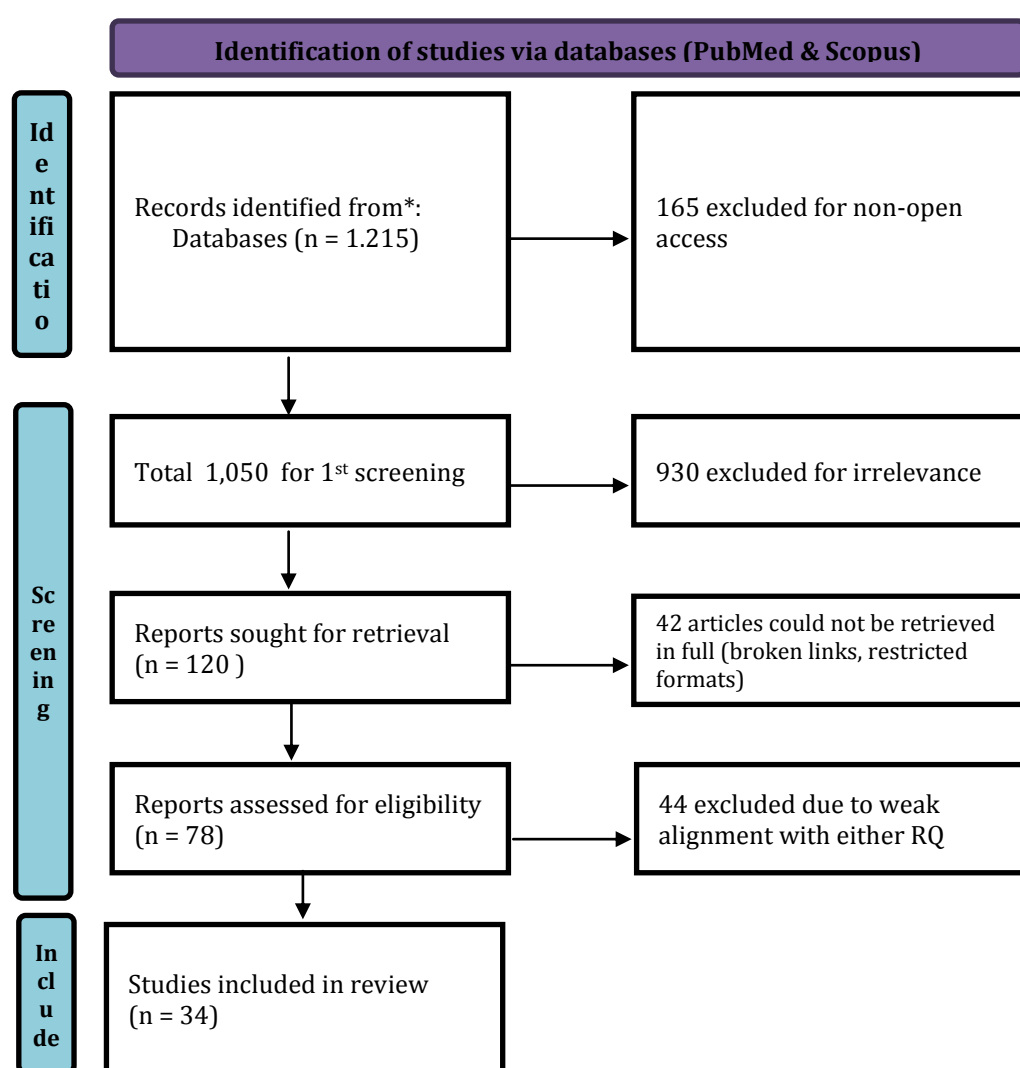 Identification of studies via databases (PubMed & Scopus)
Id
e
nt
ifi
ca
ti
o
Records identified from*:
Databases (n = 1.215)
165 excluded for non-open
access
Sc
re
en
in
g
Total 1,050 for 1st screening
930 excluded for irrelevance
Reports sought for retrieval
(n = 120 )
42 articles could not be retrieved
in full (broken links, restricted
formats)
Reports assessed for eligibility
(n = 78)
44 excluded due to weak
alignment with either RQ
In
cl
u
de
Studies included in review
(n = 34)